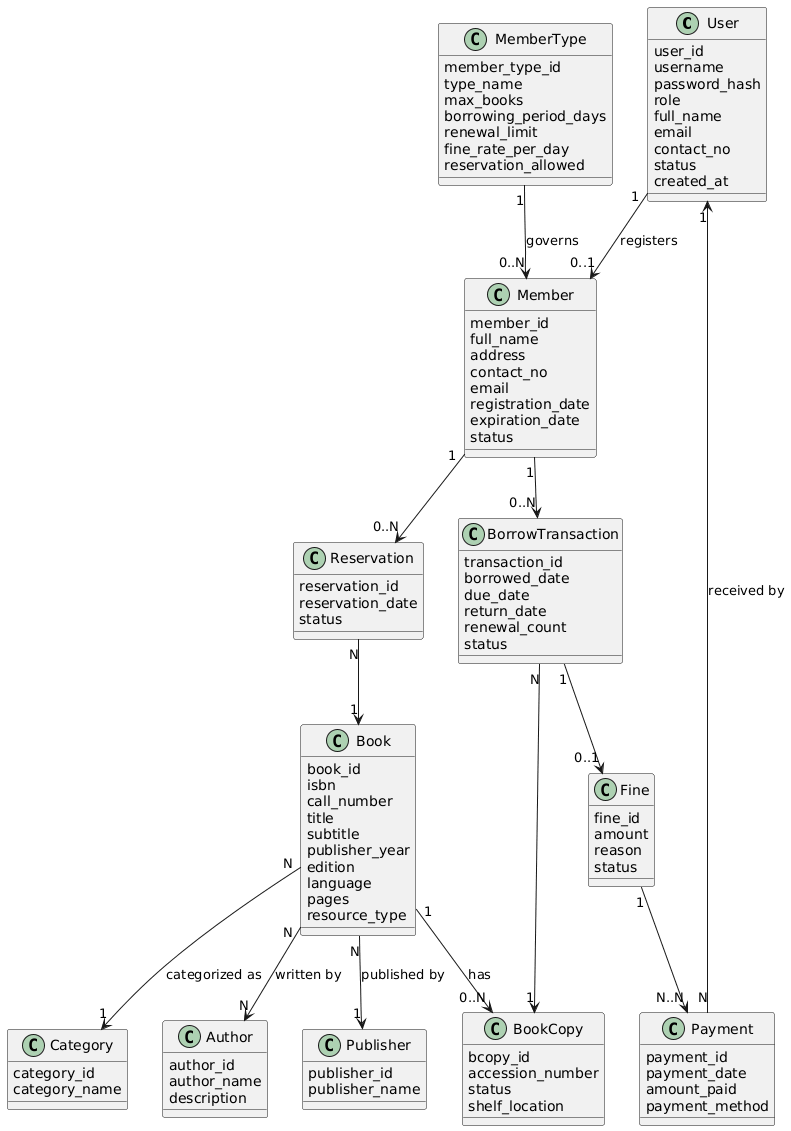 C User
user_id
username
password_hash
role
full_name
email
contact_no
status
created_at
C MemberType
member_type_id
type_name
max_books
borrowing_period_days
renewal_limit
fine_rate_per_day
reservation_allowed
1
governs
0..N
1
registers
0..1
1
received by
N
C Member
member_id
full_name
address
contact_no
email
registration_date
expiration_date
status
1
0..N
1
0..N
C Reservation
reservation_id
reservation_date
status
C BorrowTransaction
transaction_id
borrowed_date
due_date
return_date
renewal_count
status
N
1
N
1
1
0..1
C Book
book_id
isbn
call_number
title
subtitle
publisher_year
edition
language
pages
resource_type
C Fine
fine_id
amount
reason
status
N
categorized as
1
N
written by
N
N
published by
1
1
has
0..N
1
N..N
C Category
category_id
category_name
C Author
author_id
author_name
description
C Publisher
publisher_id
publisher_name
C BookCopy
bcopy_id
accession_number
status
shelf_location
C Payment
payment_id
payment_date
amount_paid
payment_method